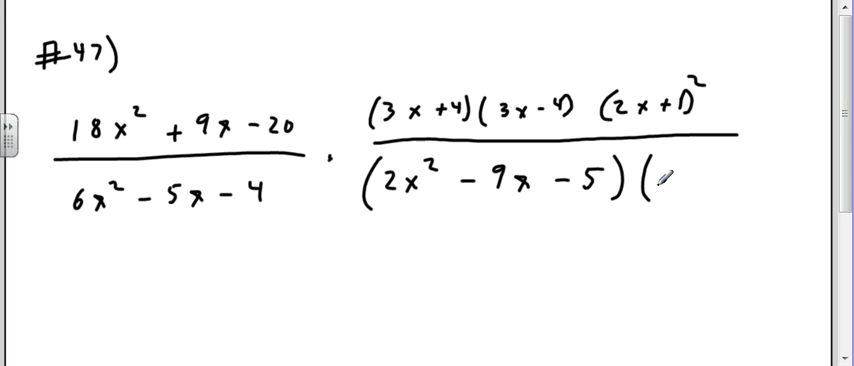 #47)
18x² + 9x - 20 (3x+4)(3x-4) (2x+1)²
6x² - 5x - 4 · (2x² - 9x - 5)(